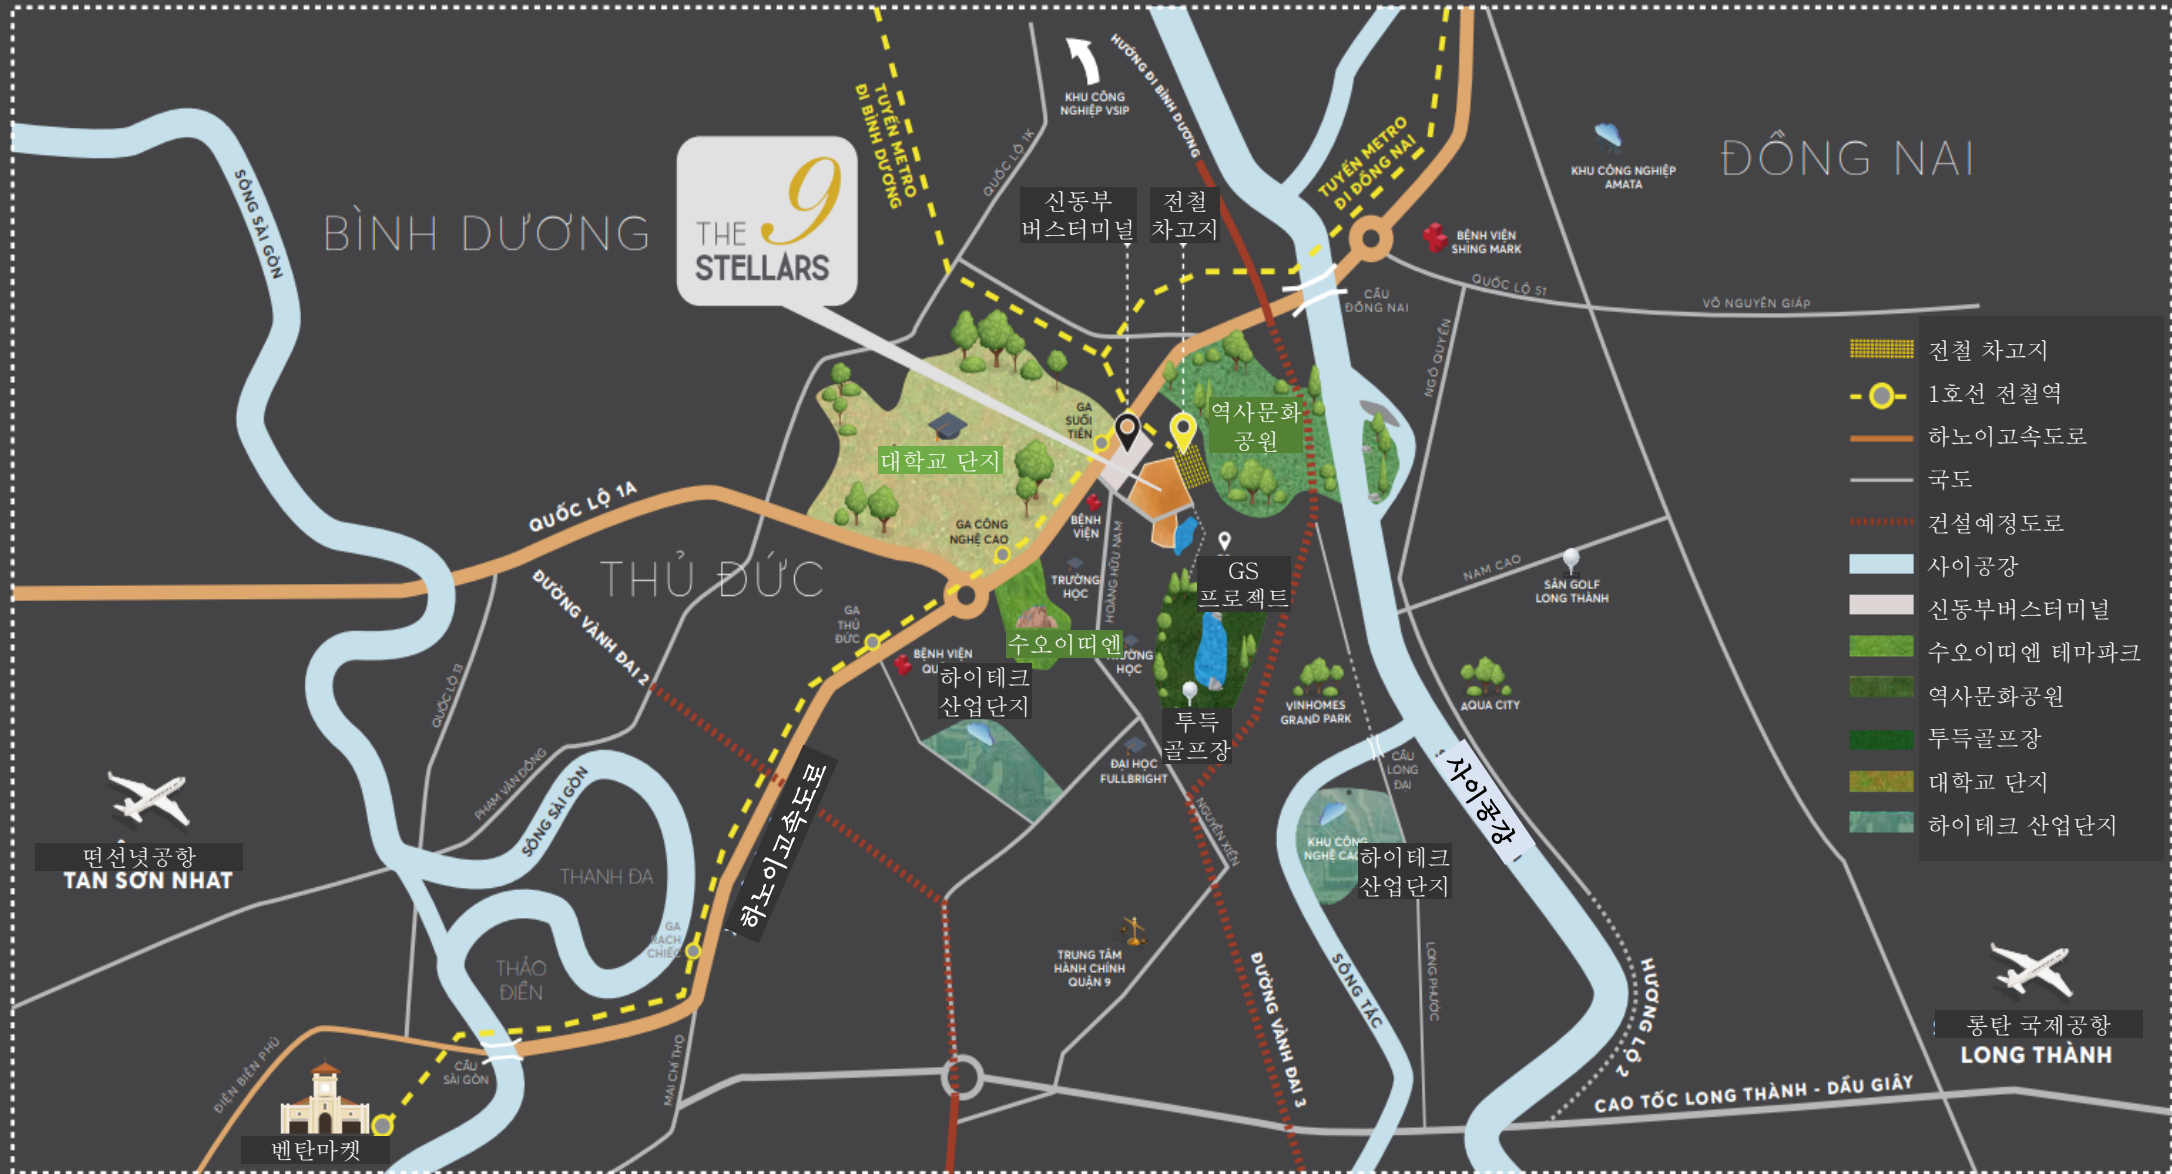 KHU CÔNG
NGHIỆP VSIP
HƯỚNG ĐI BÌNH DƯƠNG
TUYẾN METRO
ĐI BÌNH DƯƠNG
QUỐC LỘ 1K
TUYẾN METRO
ĐI ĐỒNG NAI
KHU CÔNG NGHIỆP
AMATA
ĐỒNG NAI
BÌNH DƯƠNG
SÔNG SÀI GÒN
THE 9
STELLARS
신동부
버스터미널
전철
차고지
BỆNH VIỆN
SHING MARK
QUỐC LỘ 51
VÕ NGUYÊN GIÁP
CẦU
ĐỒNG NAI
NGÔ QUYỀN
전철 차고지
1호선 전철역
하노이고속도로
국도
건설예정도로
사이공강
신동부버스터미널
수오이띠엔 테마파크
역사문화공원
투득골프장
대학교 단지
하이테크 산업단지
GA
SUỐI
TIÊN
역사문화
공원
대학교 단지
QUỐC LỘ 1A
GA CÔNG
NGHỆ CAO
BỆNH
VIỆN
HOÀNG HỮU NAM
THỦ ĐỨC
ĐƯỜNG VÀNH ĐAI 2
TRƯỜNG
HỌC
GS
프로젝트
NAM CAO
SÂN GOLF
LONG THÀNH
GA
THỦ
ĐỨC
수오이띠엔
HỌC
BỆNH VIỆN
하이테크
산업단지
QUỐC LỘ 13
투득
골프장
VINHOMES
GRAND PARK
AQUA CITY
ĐẠI HỌC
FULLBRIGHT
CẦU
LONG
ĐẠI
사이공강
PHẠM VĂN ĐỒNG
SÔNG SÀI GÒN
하노이고속도로
NGUYỄN XIỂN
KHU CÔNG
NGHỆ CAO
하이테크
산업단지
떤선녓공항
TAN SƠN NHAT
THANH ĐA
GA
RẠCH
CHIẾC
THẢO
ĐIỀN
TRUNG TÂM
HÀNH CHÍNH
QUẬN 9
ĐƯỜNG VÀNH ĐAI 3
SÔNG TẮC
LONG PHƯỚC
HƯƠNG LỘ 2
롱탄 국제공항
LONG THÀNH
CAO TỐC LONG THÀNH - DẦU GIÂY
ĐIỆN BIÊN PHỦ
CẦU
SÀI GÒN
MAI CHÍ THỌ
벤탄마켓